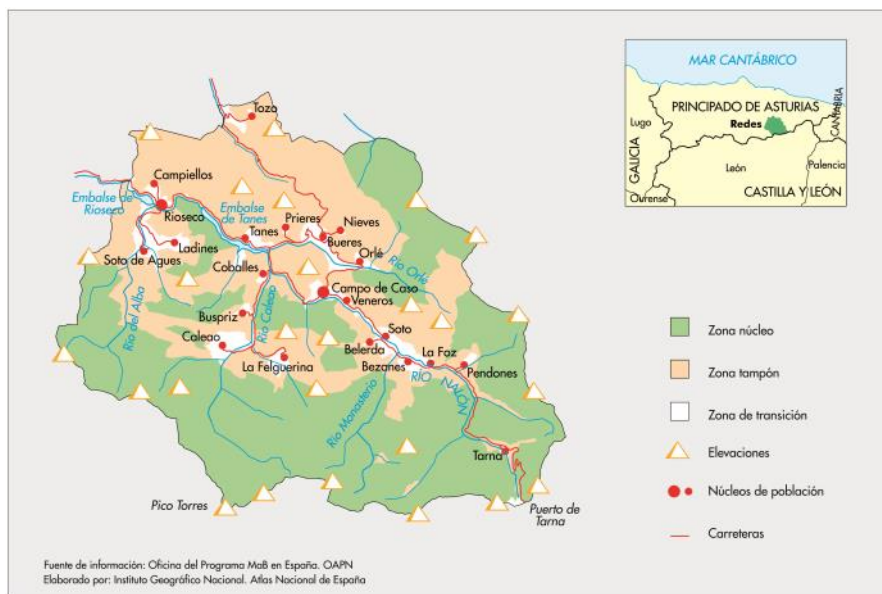 MAR CANTÁBRICO
PRINCIPADO DE ASTURIAS
Lugo
Redes
CANTABRIA
GALICIA
León
Palencia
Ourense
CASTILLA Y LEÓN
Tozo
Campiellos
Embalse de
Rioseco
Rioseco
Embalse
de Tanes
Prieres
Nieves
Tanes
Bueres
Ladines
Soto de Agues
Orlé
Coballes
Río Orlé
Río del Alba
Río Caleao
Campo de Caso
Veneros
Buspriz
Caleao
Soto
Belerda
La Foz
La Felguerina
Bezanes
RÍO NALÓN
Pendones
Río Monasterio
Tarna
Pico Torres
Puerto de
Tarna
Zona núcleo
Zona tampón
Zona de transición
Elevaciones
Núcleos de población
Carreteras
Fuente de información: Oficina del Programa MaB en España. OAPN
Elaborado por: Instituto Geográfico Nacional. Atlas Nacional de España